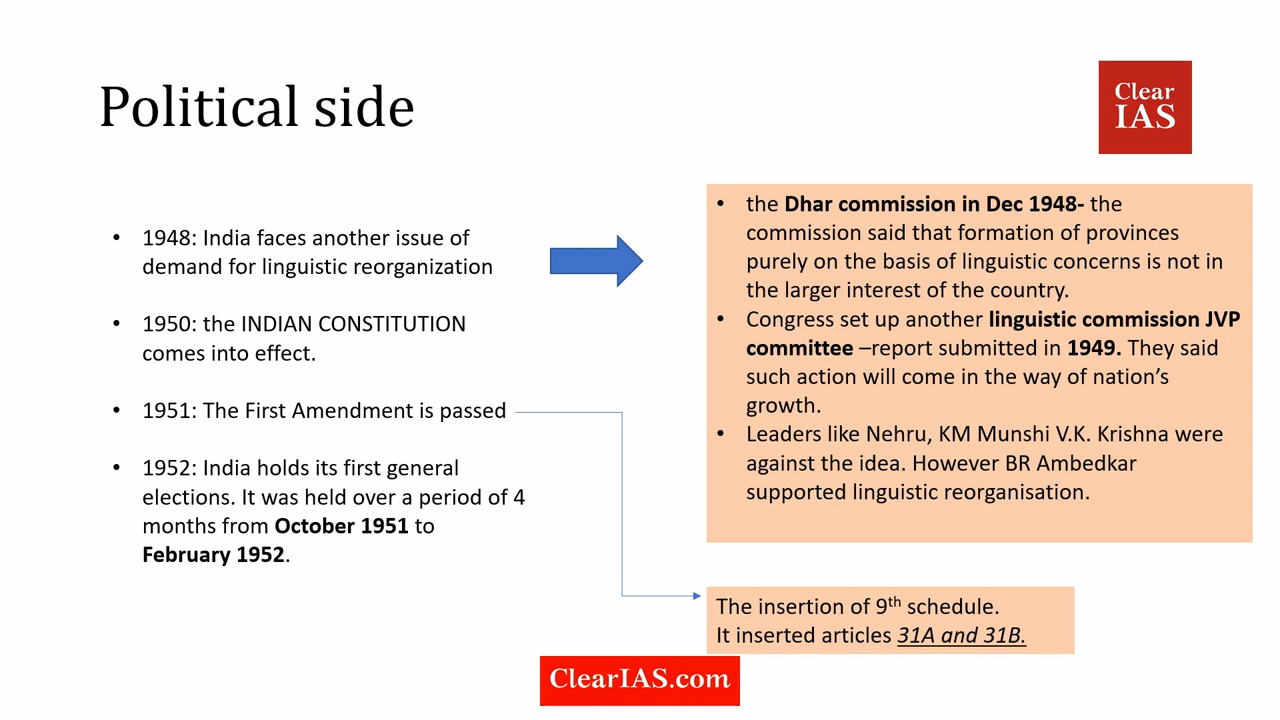 Political side
Clear
IAS
• 1948: India faces another issue of
demand for linguistic reorganization
• 1950: the INDIAN CONSTITUTION
comes into effect.
• 1951: The First Amendment is passed
• 1952: India holds its first general
elections. It was held over a period of 4
months from October 1951 to
February 1952.
• the Dhar commission in Dec 1948- the
commission said that formation of provinces
purely on the basis of linguistic concerns is not in
the larger interest of the country.
• Congress set up another linguistic commission JVP
committee –report submitted in 1949. They said
such action will come in the way of nation’s
growth.
• Leaders like Nehru, KM Munshi V.K. Krishna were
against the idea. However BR Ambedkar
supported linguistic reorganisation.
The insertion of 9th schedule.
It inserted articles 31A and 31B.
ClearIAS.com